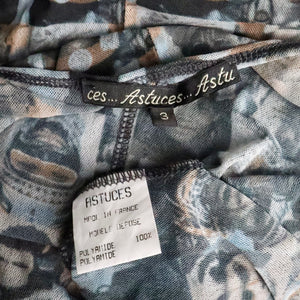 ces... Astuces... Astu
3
ASTUCES
MADE IN FRANCE
MODELE DEPOSE
100%
POLYAMIDE
POLYAMIDE